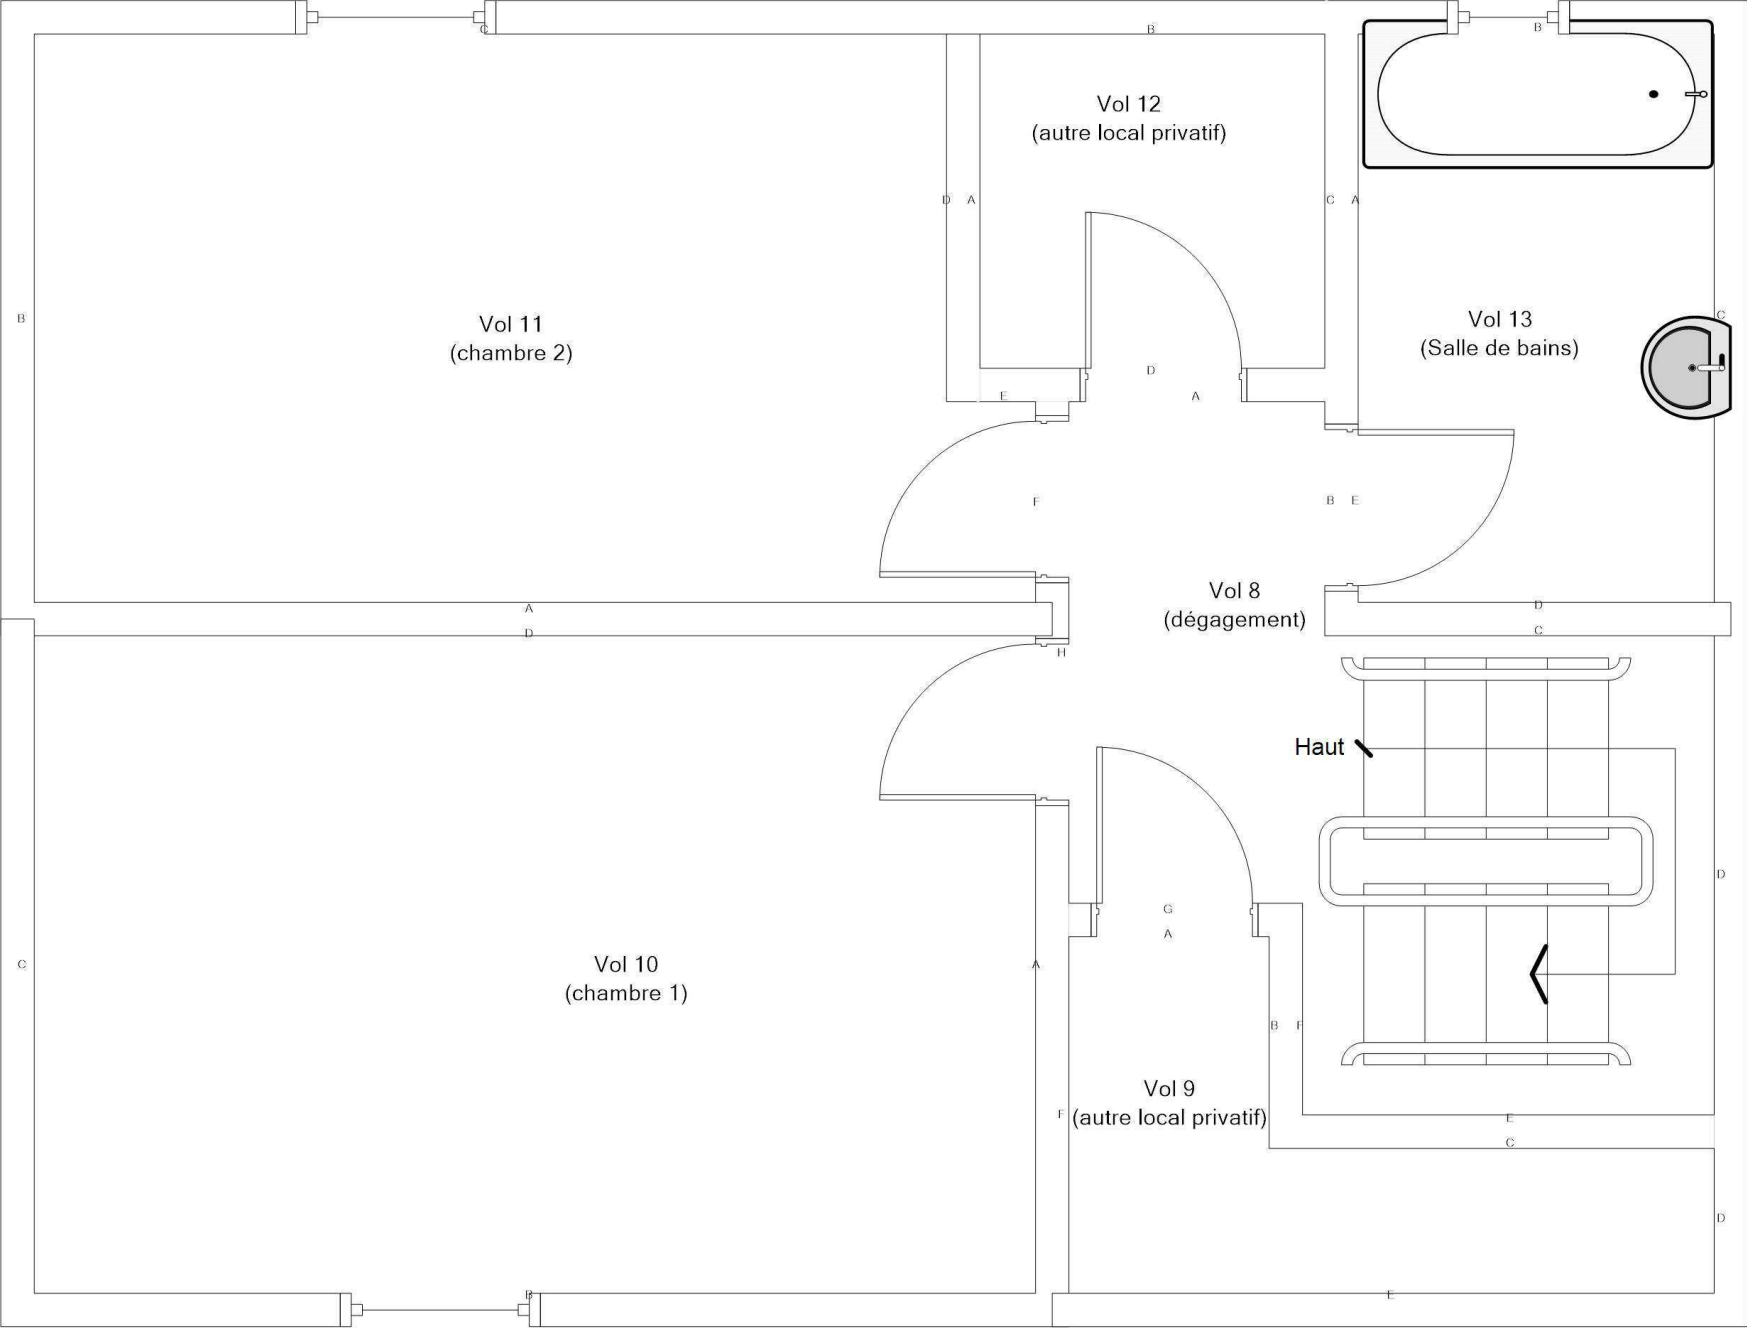 C
B
B
Vol 12
(autre local privatif)
D A
C A
B
Vol 11
(chambre 2)
Vol 13
(Salle de bains)
C
D
E
A
F
B E
Vol 8
(dégagement)
A
D
D
C
H
Haut
D
G
A
C
Vol 10
(chambre 1)
A
B F
Vol 9
(autre local privatif)
F
E
C
D
B
E